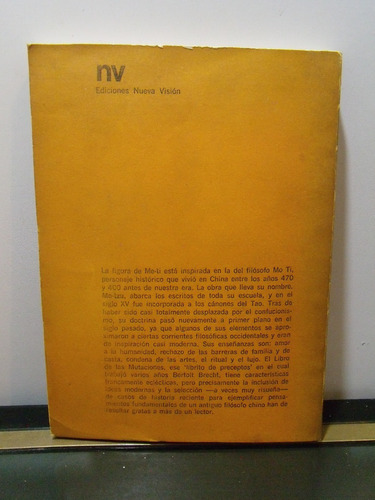 nv
Ediciones Nueva Visión
La figura de Me-ti está inspirada en la del filósofo Mo Ti,
personaje histórico que vivió en China entre los años 470
y 400 antes de nuestra era. La obra que lleva su nombre,
abarca los escritos de toda su escuela, y en el
siglo XV fue incorporada a los cánones del Tao. Tras de
haber sido casi totalmente desplazada por el confucionis-
mo, su doctrina pasó nuevamente a primer plano en el
siglo pasado, ya que algunos de sus elementos se apro-
ximaron a ciertas corrientes filosóficas occidentales y eran
de inspiración casi moderna. Sus enseñanzas son: amor
a la humanidad, rechazo de las barreras de familia y de
casta, condena de las artes, el ritual y el lujo. El Libro
de las Mutaciones, ese "librito de preceptos" en el cual
trabajó varios años Bertolt Brecht, tiene características
francamente eclécticas, pero precisamente la inclusión de
ideas modernas y la selección —a veces muy risueña—
de casos de historia reciente para ejemplificar pensa-
mientos fundamentales de un antiguo filósofo chino han de
resultar gratas a más de un lector.